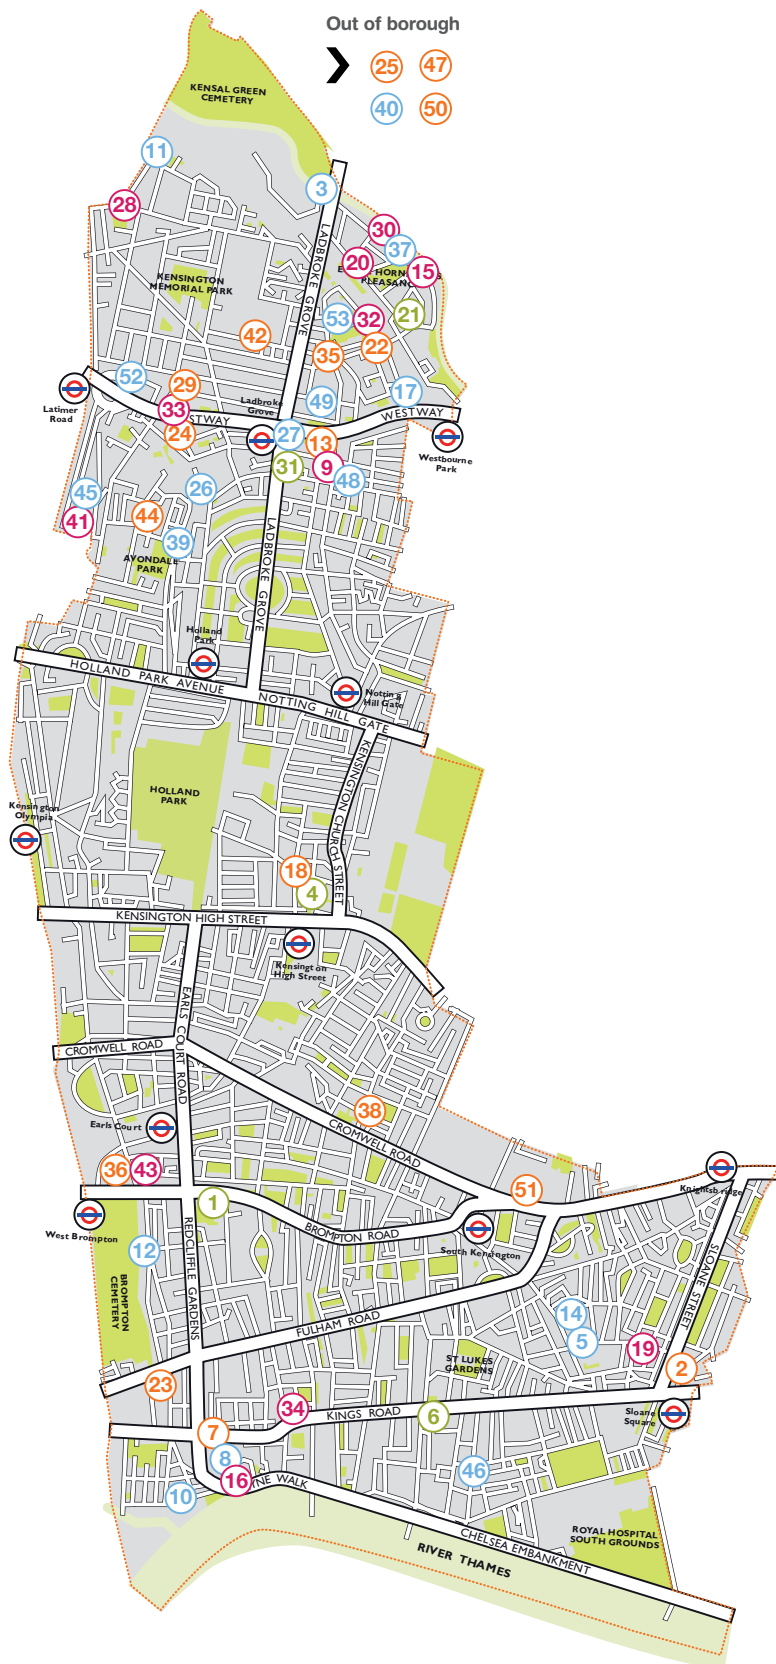 Out of borough
25
47
40
50
KENSAL GREEN
CEMETERY
11
3
28
LADBROKE GROVE
30
37
20
15
KENSINGTON
MEMORIAL PARK
21
53
32
42
22
35
52
29
17
Latimer
Road
49
Ladbroke
Grove
33
WESTWAY
24
27
13
Westbourne
Park
31
9
48
26
45
44
41
39
AVONDALE
PARK
LADBROKE GROVE
Holland
Park
HOLLAND PARK AVENUE
NOTTING HILL GATE
Notting
Hill Gate
KENSINGTON CHURCH STREET
HOLLAND
PARK
Kensington
Olympia
18
4
KENSINGTON HIGH STREET
Kensington
High Street
EARLS COURT ROAD
CROMWELL ROAD
38
Earls Court
CROMWELL ROAD
36
43
51
Knightsbridge
1
West Brompton
BROMPTON ROAD
South Kensington
12
REDCLIFFE GARDENS
SLOANE STREET
BROMPTON
CEMETERY
14
FULHAM ROAD
5
19
ST LUKES
GARDENS
2
23
34
KINGS ROAD
6
Sloane
Square
7
8
46
16
10
CHELSEA EMBANKMENT
ROYAL HOSPITAL
SOUTH GROUNDS
RIVER THAMES